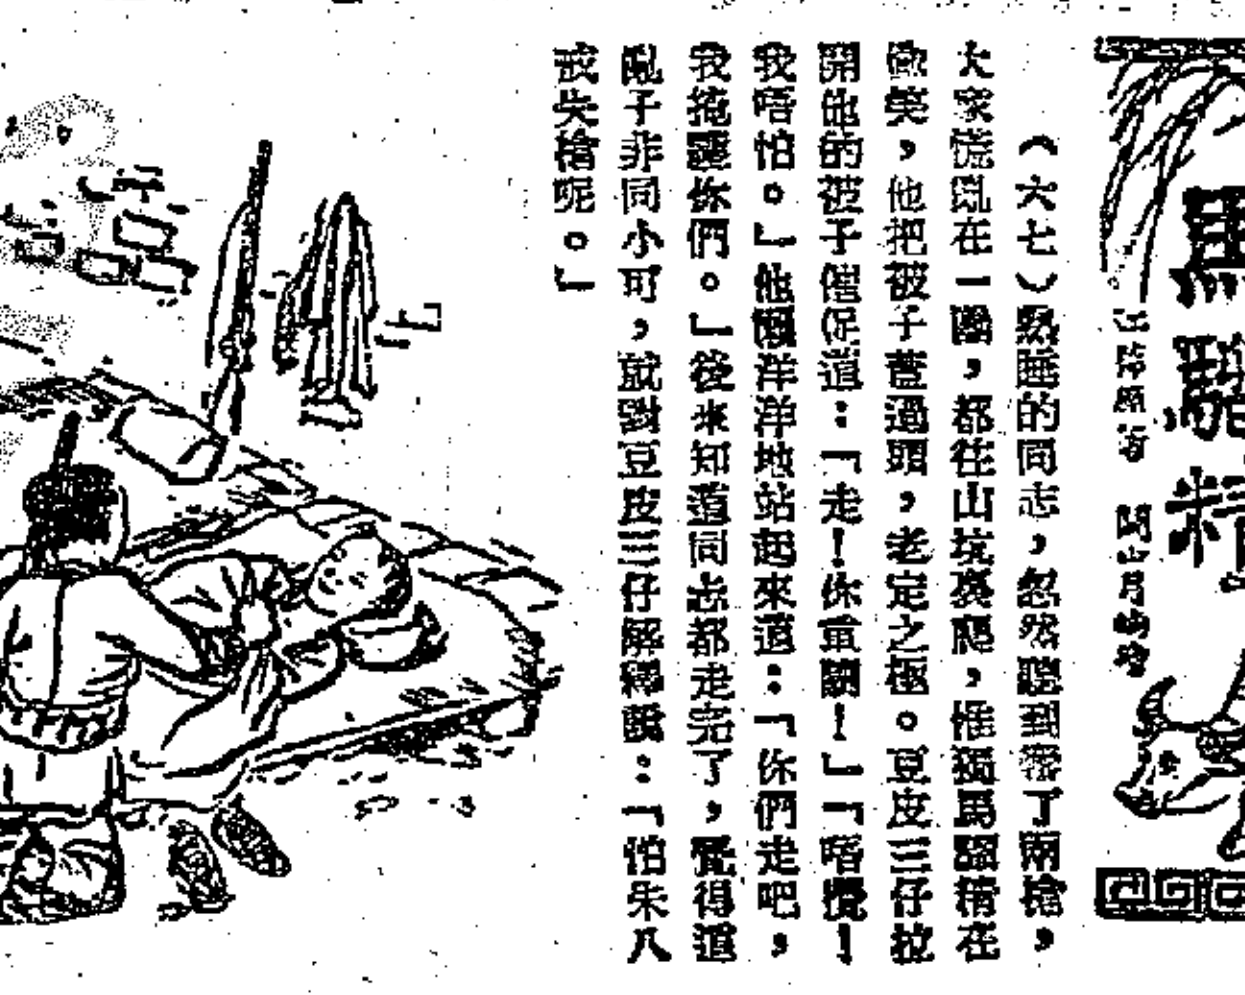 馬騮精
江萍原著 關山月繪
(六七)熟睡的同志,忽然聽到響了兩槍,
大家慌亂在一團,都往山坑裏爬,惟獨馬騮精在
微笑,他把被子蒙過頭,老定之極。豆皮三仔拉
開他的被子催促道:「走!你重瞓!」「唔攪!
我唔怕。」他懶洋洋地站起來道:「你們走吧,
我掩護你們。」後來知道同志都走完了,覺得這
亂子非同小可,就對豆皮三仔解釋說:「怕朱八
或失槍呢。」